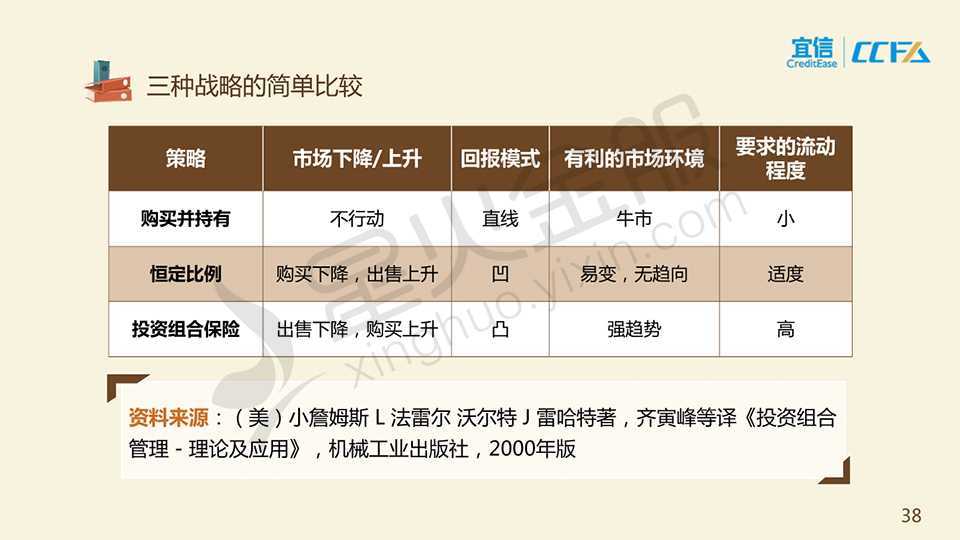 宜信
CreditEase
CCFA
三种战略的简单比较
策略 市场下降/上升 回报模式 有利的市场环境 要求的流动程度
购买并持有 不行动 直线 牛市 小
恒定比例 购买下降，出售上升 凹 易变，无趋向 适度
投资组合保险 出售下降，购买上升 凸 强趋势 高
星火金服
xinghuo.yixin.com
资料来源：（美）小詹姆斯 L 法雷尔 沃尔特 J 雷哈特著，齐寅峰等译《投资组合
管理 - 理论及应用》，机械工业出版社，2000年版
38